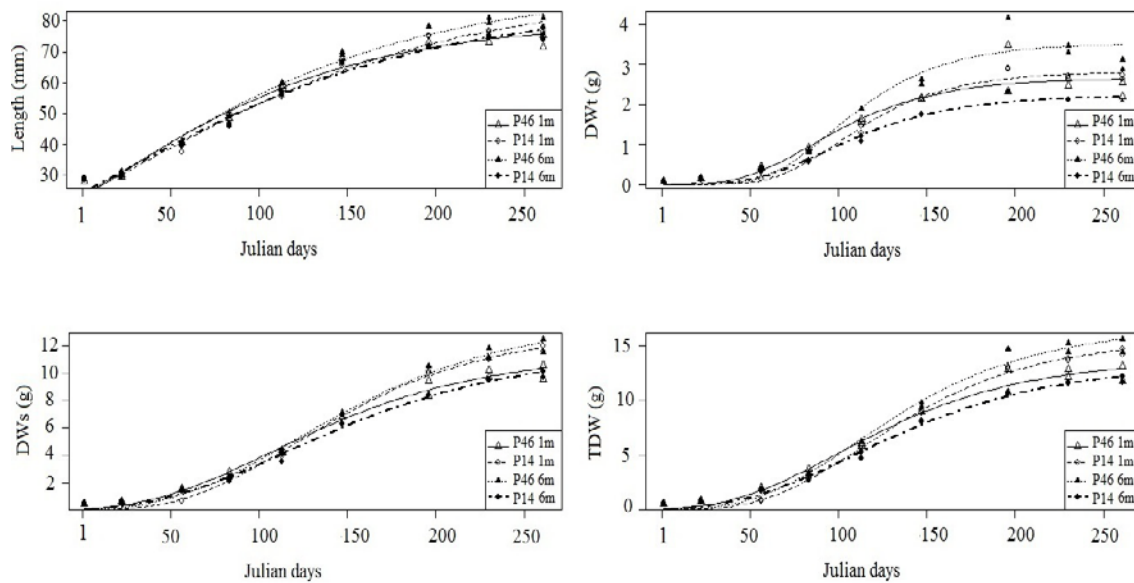 Length (mm)
80
70
60
50
40
30
1 50 100 150 200 250
Julian days
P46 1m
P14 1m
P46 6m
P14 6m
DWt (g)
4
3
2
1
0
1 50 100 150 200 250
Julian days
P46 1m
P14 1m
P46 6m
P14 6m
DWs (g)
12
10
8
6
4
2
1 50 100 150 200 250
Julian days
P46 1m
P14 1m
P46 6m
P14 6m
TDW (g)
15
10
5
0
1 50 100 150 200 250
Julian days
P46 1m
P14 1m
P46 6m
P14 6m